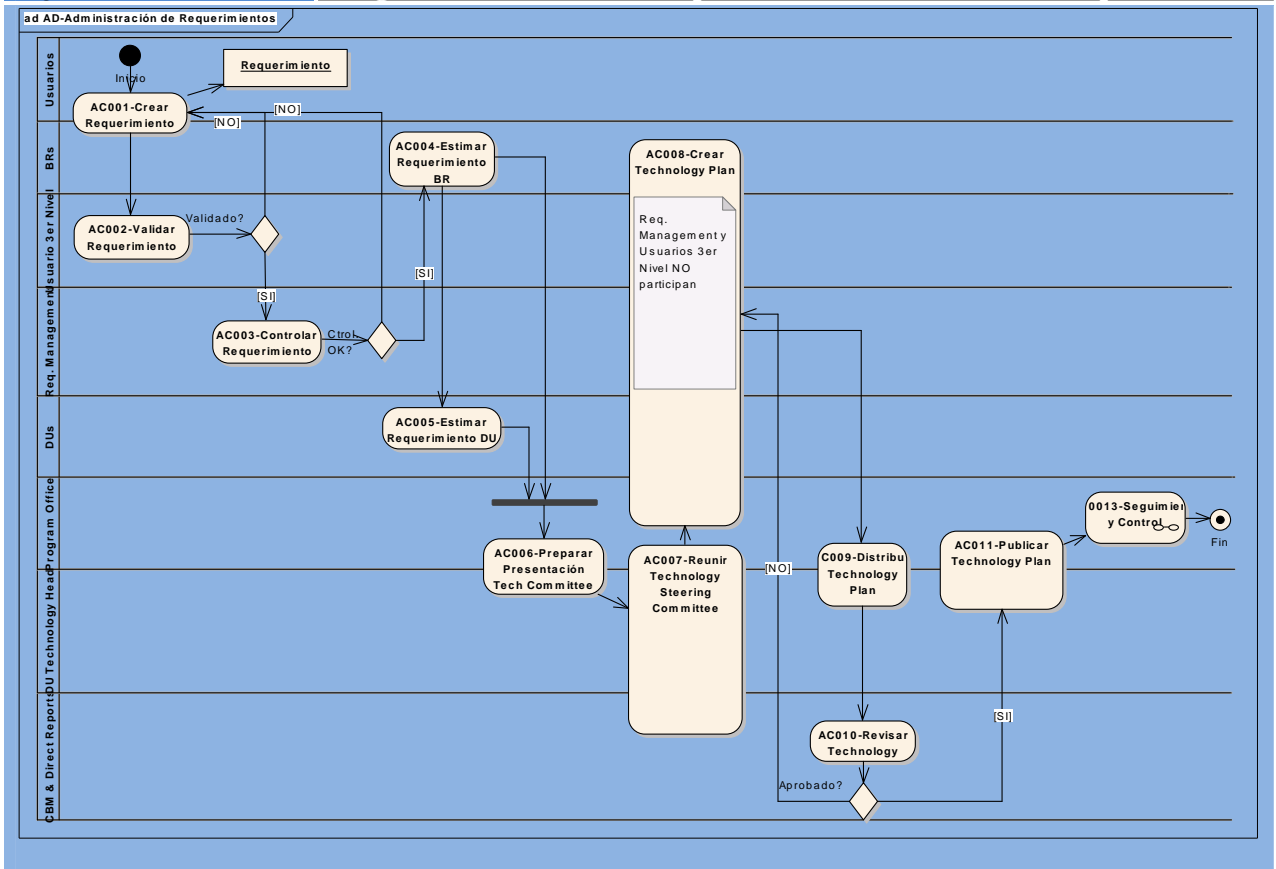 ad AD-Administración de Requerimientos
Usuarios
Inicio
Requerimiento
AC001-Crear
Requerimiento
[NO]
[NO]
BRs
AC004-Estimar
Requerimiento
BR
AC008-Crear
Technology Plan
Usuario 3er Nivel
AC002-Validar
Requerimiento
Validado?
Req.
Management y
Usuarios 3er
Nivel NO
participan
[SI]
[SI]
Req. Management
AC003-Controlar
Requerimiento
Ctrol.
OK?
DUs
AC005-Estimar
Requerimiento DU
Program Office
0013-Seguimier
y Control
Fin
AC006-Preparar
Presentación
Tech Committee
AC007-Reunir
Technology
Steering
Committee
[NO]
C009-Distribu
Technology
Plan
AC011-Publicar
Technology Plan
DU Technology Head
[SI]
CBM & Direct Reports
AC010-Revisar
Technology
Aprobado?